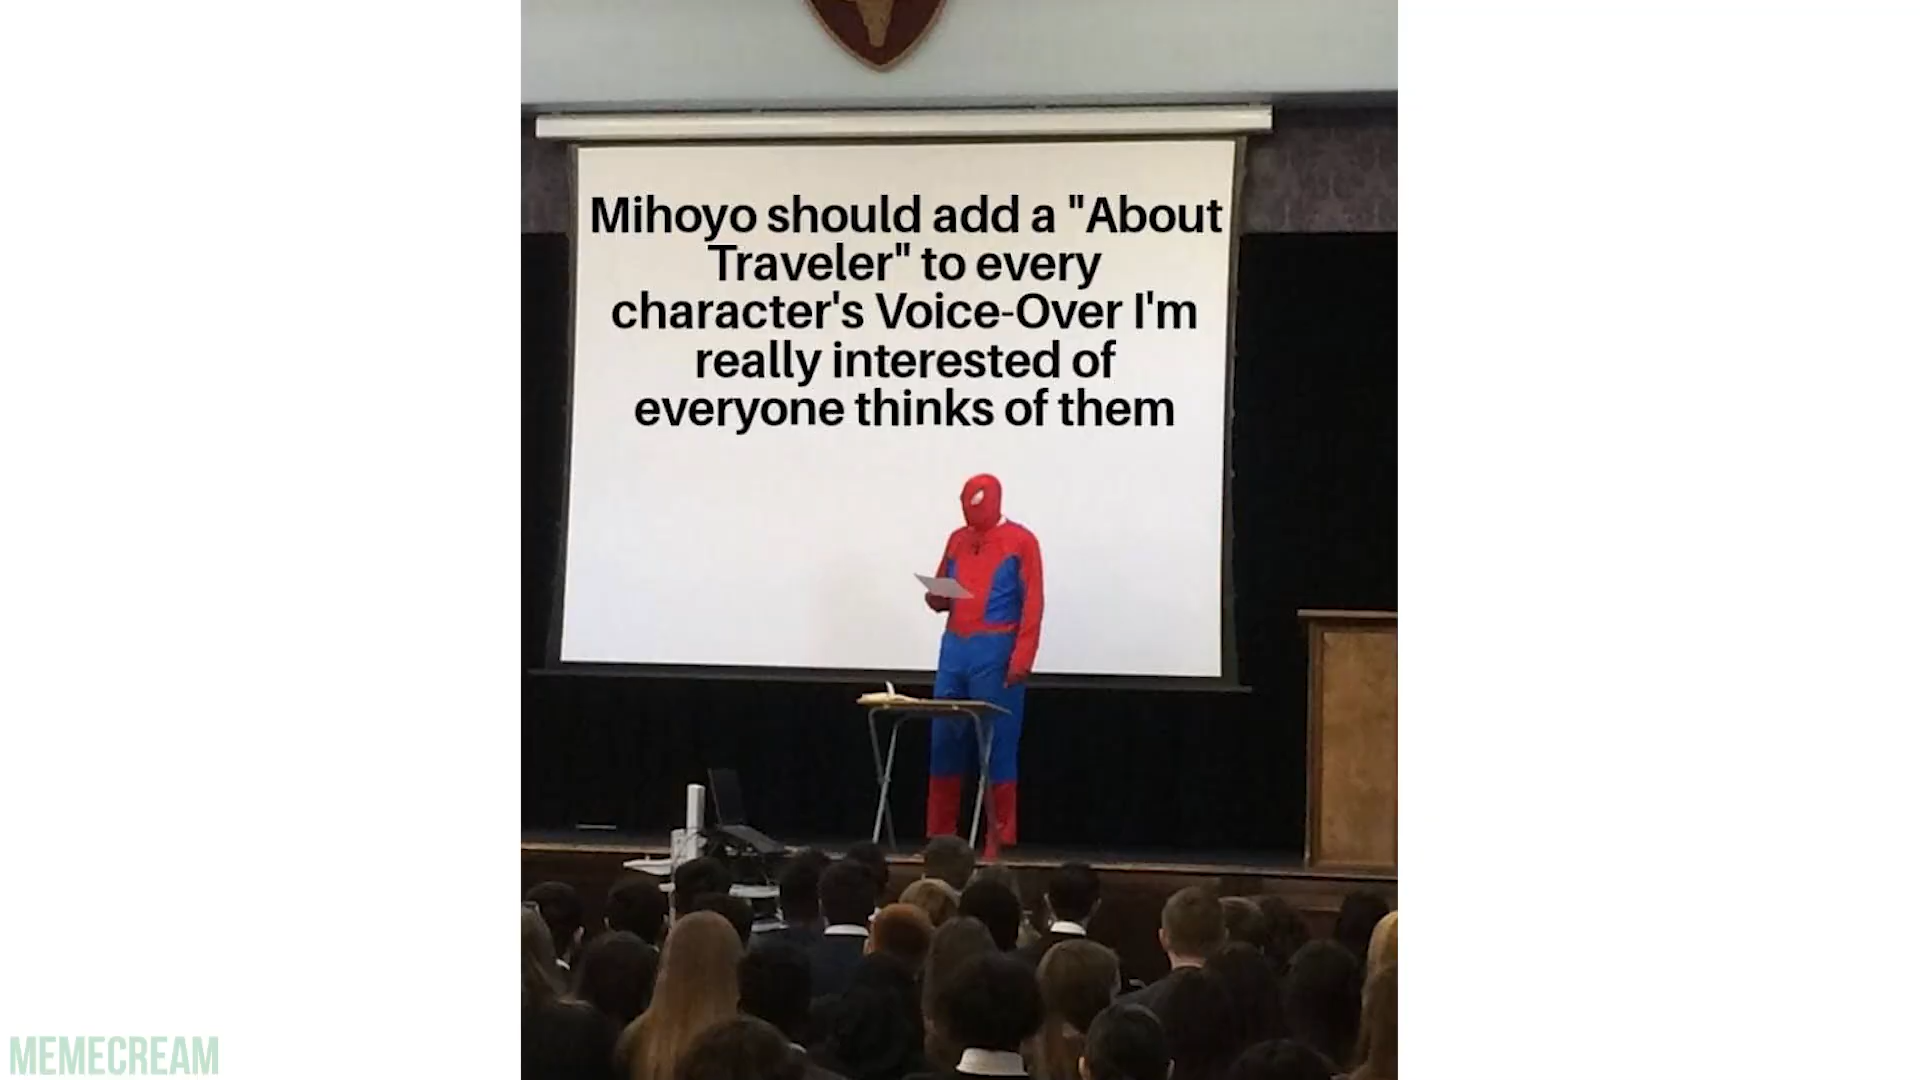 Mihoyo should add a "About
Traveler" to every
character's Voice-Over I'm
really interested of
everyone thinks of them
MEMECREAM